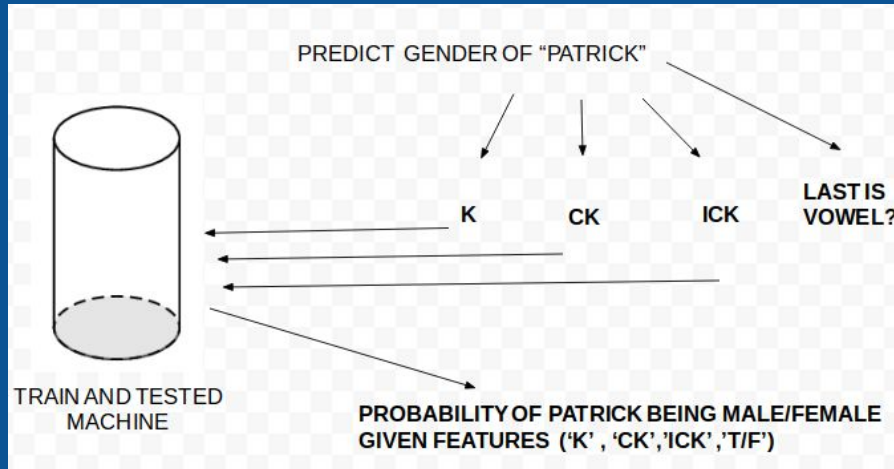 PREDICT GENDER OF “PATRICK”
K
CK
ICK
LAST IS
VOWEL?
TRAIN AND TESTED
MACHINE
PROBABILITY OF PATRICK BEING MALE/FEMALE
GIVEN FEATURES (‘K’ , ‘CK’,’ICK’ ,’T/F’)